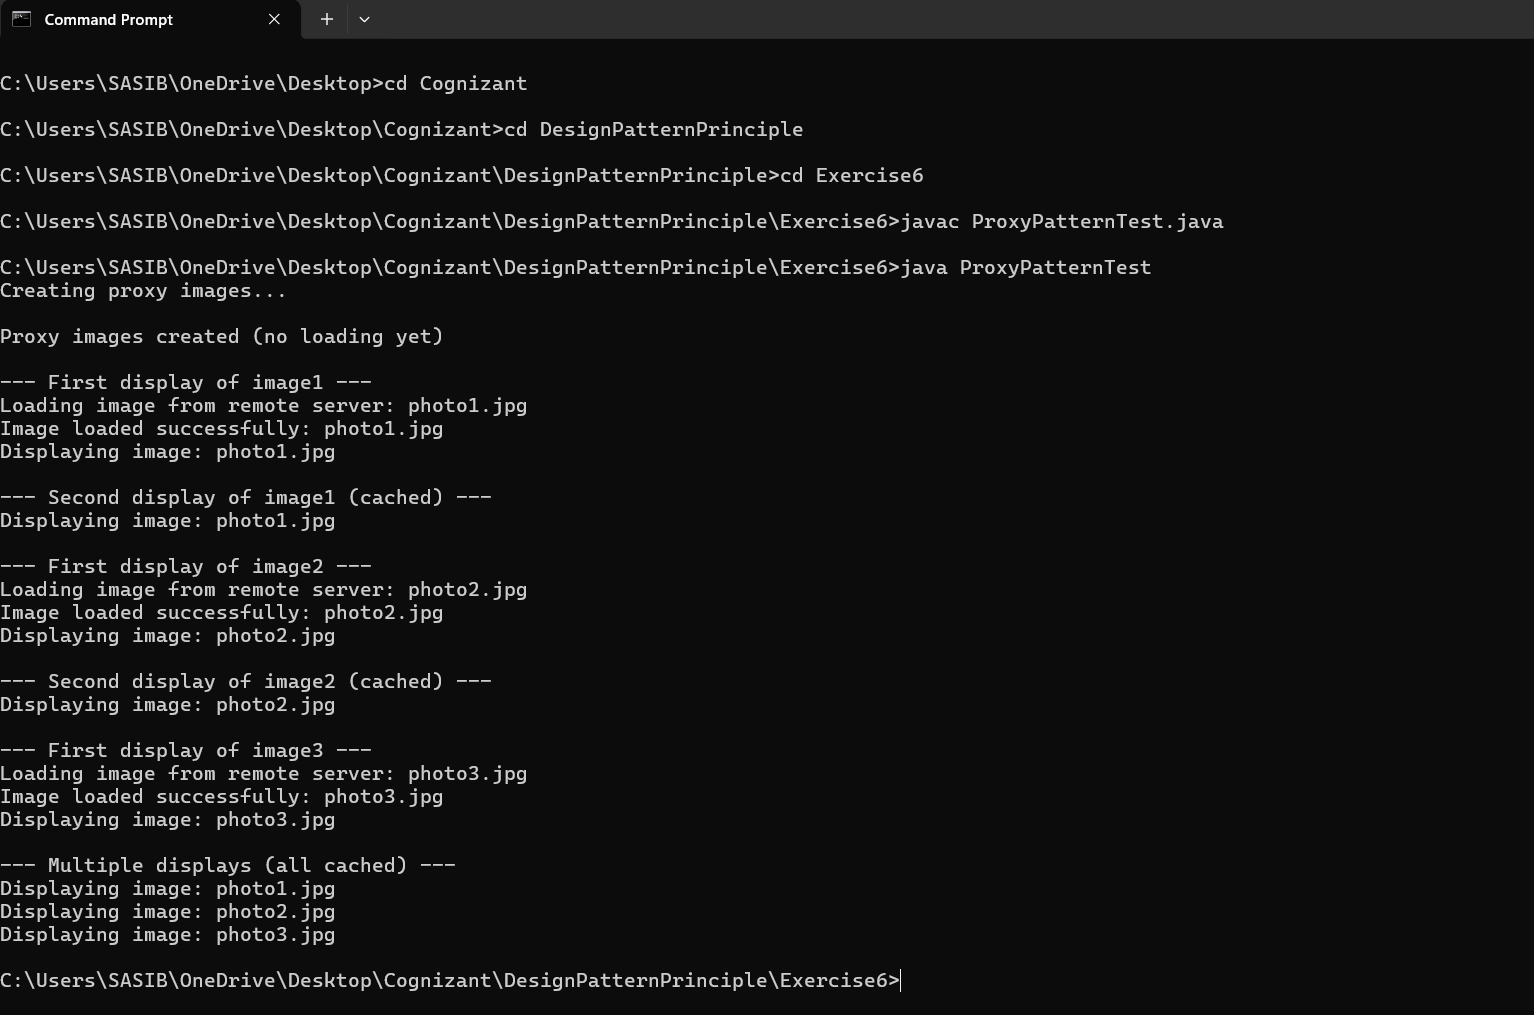 Command Prompt
C:\Users\SASIB\OneDrive\Desktop>cd Cognizant
C:\Users\SASIB\OneDrive\Desktop\Cognizant>cd DesignPatternPrinciple
C:\Users\SASIB\OneDrive\Desktop\Cognizant\DesignPatternPrinciple>cd Exercise6
C:\Users\SASIB\OneDrive\Desktop\Cognizant\DesignPatternPrinciple\Exercise6>javac ProxyPatternTest.java
C:\Users\SASIB\OneDrive\Desktop\Cognizant\DesignPatternPrinciple\Exercise6>java ProxyPatternTest
Creating proxy images...
Proxy images created (no loading yet)
--- First display of image1 ---
Loading image from remote server: photo1.jpg
Image loaded successfully: photo1.jpg
Displaying image: photo1.jpg
--- Second display of image1 (cached) ---
Displaying image: photo1.jpg
--- First display of image2 ---
Loading image from remote server: photo2.jpg
Image loaded successfully: photo2.jpg
Displaying image: photo2.jpg
--- Second display of image2 (cached) ---
Displaying image: photo2.jpg
--- First display of image3 ---
Loading image from remote server: photo3.jpg
Image loaded successfully: photo3.jpg
Displaying image: photo3.jpg
--- Multiple displays (all cached) ---
Displaying image: photo1.jpg
Displaying image: photo2.jpg
Displaying image: photo3.jpg
C:\Users\SASIB\OneDrive\Desktop\Cognizant\DesignPatternPrinciple\Exercise6>